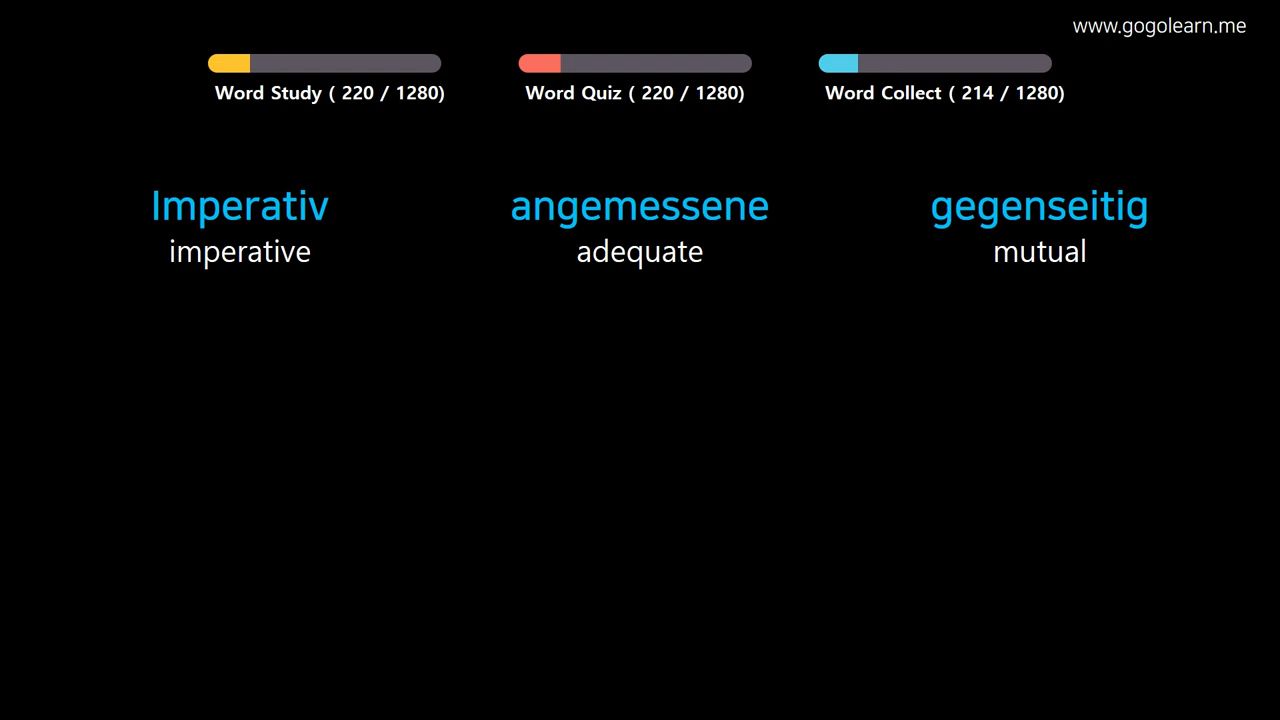 www.gogolearn.me
Word Study ( 220 / 1280)
Word Quiz ( 220 / 1280)
Word Collect ( 214 / 1280)
Imperativ
imperative
angemessene
adequate
gegenseitig
mutual